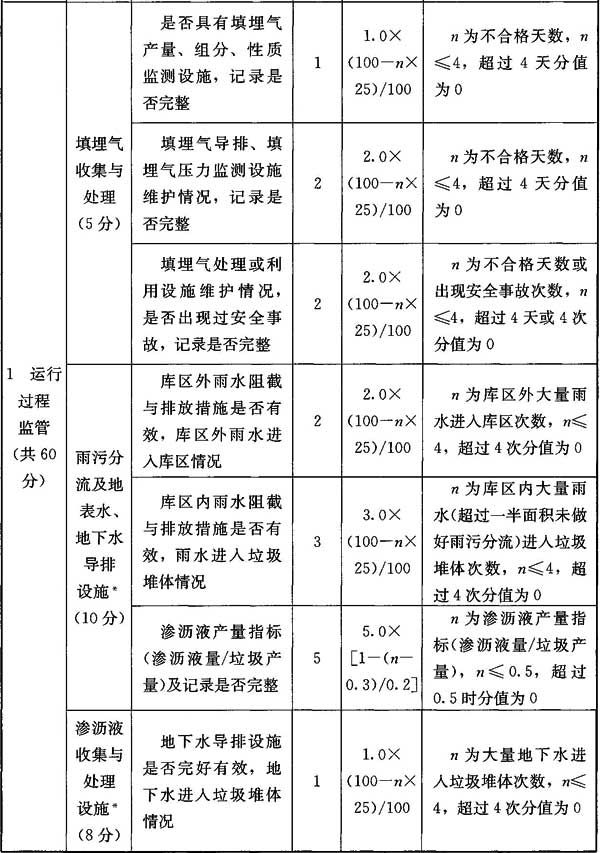 1 运行
过程
监管
(共60
分)
填埋气
收集与
处理
(5分)
是否具有填埋气
产量、组分、性质
监测设施，记录是
否完整
1
1.0×
(100－n×
25)/100
n为不合格天数，n
≤4，超过4天分值
为0
填埋气导排、填
埋气压力监测设施
维护情况，记录是
否完整
2
2.0×
(100－n×
25)/100
n为不合格天数，n
≤4，超过4天分值
为0
填埋气处理或利
用设施维护情况，
是否出现过安全事
故，记录是否完整
2
2.0×
(100－n×
25)/100
n为不合格天数或
出现安全事故次数，n
≤4，超过4天或4次
分值为0
雨污分
流及地
表水、
地下水
导排
设施*
(10分)
库区外雨水阻截
与排放措施是否有
效，库区外雨水进
入库区情况
2
2.0×
(100－n×
25)/100
n为库区外大量雨
水进入库区次数，n≤
4，超过4次分值为0
库区内雨水阻截
与排放措施是否有
效，雨水进入垃圾
堆体情况
3
3.0×
(100－n×
25)/100
n为库区内大量雨
水(超过一半面积未做
好雨污分流)进入垃圾
堆体次数，n≤4，超
过4次分值为0
渗沥液产量指标
(渗沥液量/垃圾产
量)及记录是否完整
5
5.0×
[1－(n－
0.3)/0.2]
n为渗沥液产量指
标(渗沥液量/垃圾产
量)，n≤0.5，超过
0.5时分值为0
渗沥液
收集与
处理
设施*
(8分)
地下水导排设施
是否完好有效，地
下水进入垃圾堆体
情况
1
1.0×
(100－n×
25)/100
n为大量地下水进
入垃圾堆体次数，n≤
4，超过4次分值为0